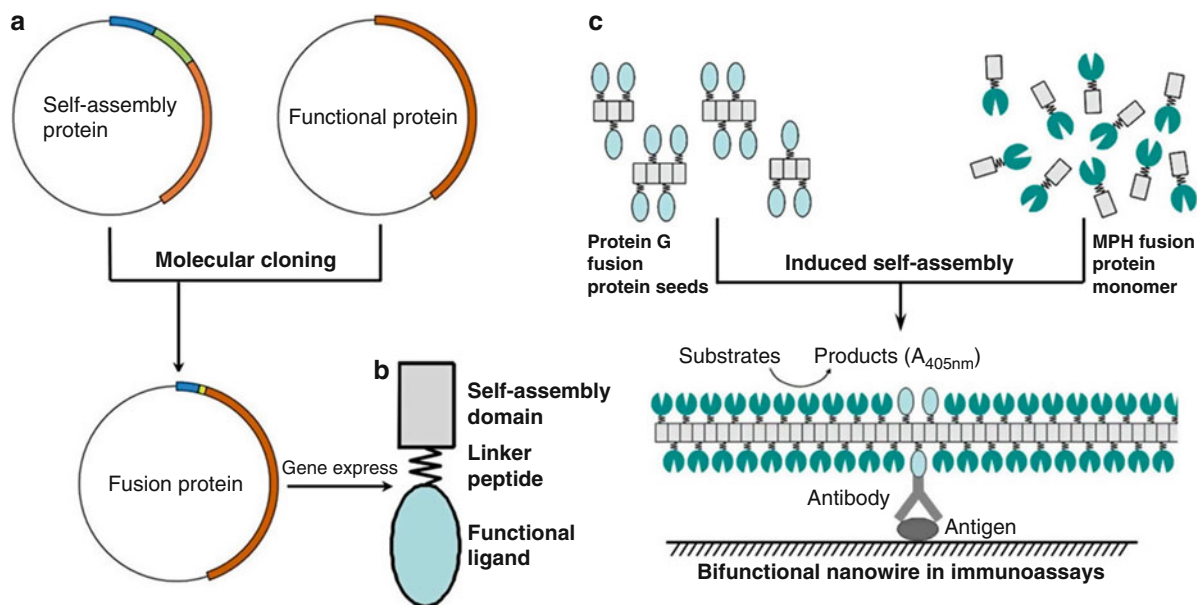 a
Self-assembly
protein
Functional protein
Molecular cloning
Fusion protein
Gene express
b
Self-assembly
domain
Linker
peptide
Functional
ligand
c
Protein G
fusion
protein seeds
Induced self-assembly
MPH fusion
protein
monomer
Substrates
Products (A405nm)
Antibody
Antigen
Bifunctional nanowire in immunoassays